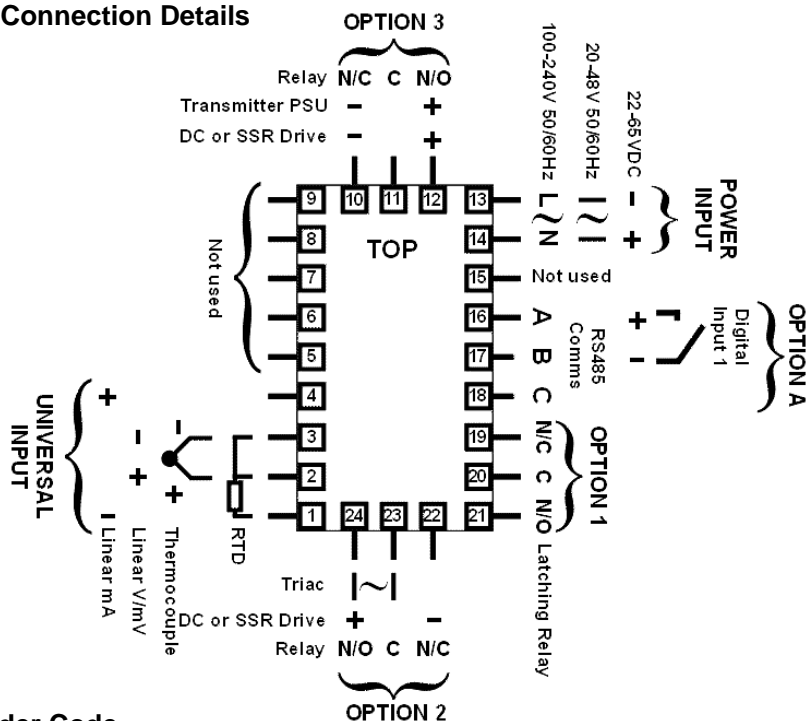 Connection Details
OPTION 3
Relay N/C C N/O
Transmitter PSU - +
DC or SSR Drive - +
100-240V 50/60Hz
20-48V 50/60Hz
22-65VDC
POWER
INPUT
9 10 11 12 13
L ~ N
- +
8 TOP 14
7 15 Not used
6 16 A
5 17 B
4 18 C
3 19 N/C
2 20 C
1 24 23 22 21 N/O
Not used
RS485
Comms
+ -
Digital
Input 1
OPTION A
OPTION 1
Latching Relay
UNIVERSAL
INPUT
+ - Linear mA
- + Linear V/mV
- + Thermocouple
RTD
Triac ~
DC or SSR Drive + -
Relay N/O C N/C
OPTION 2